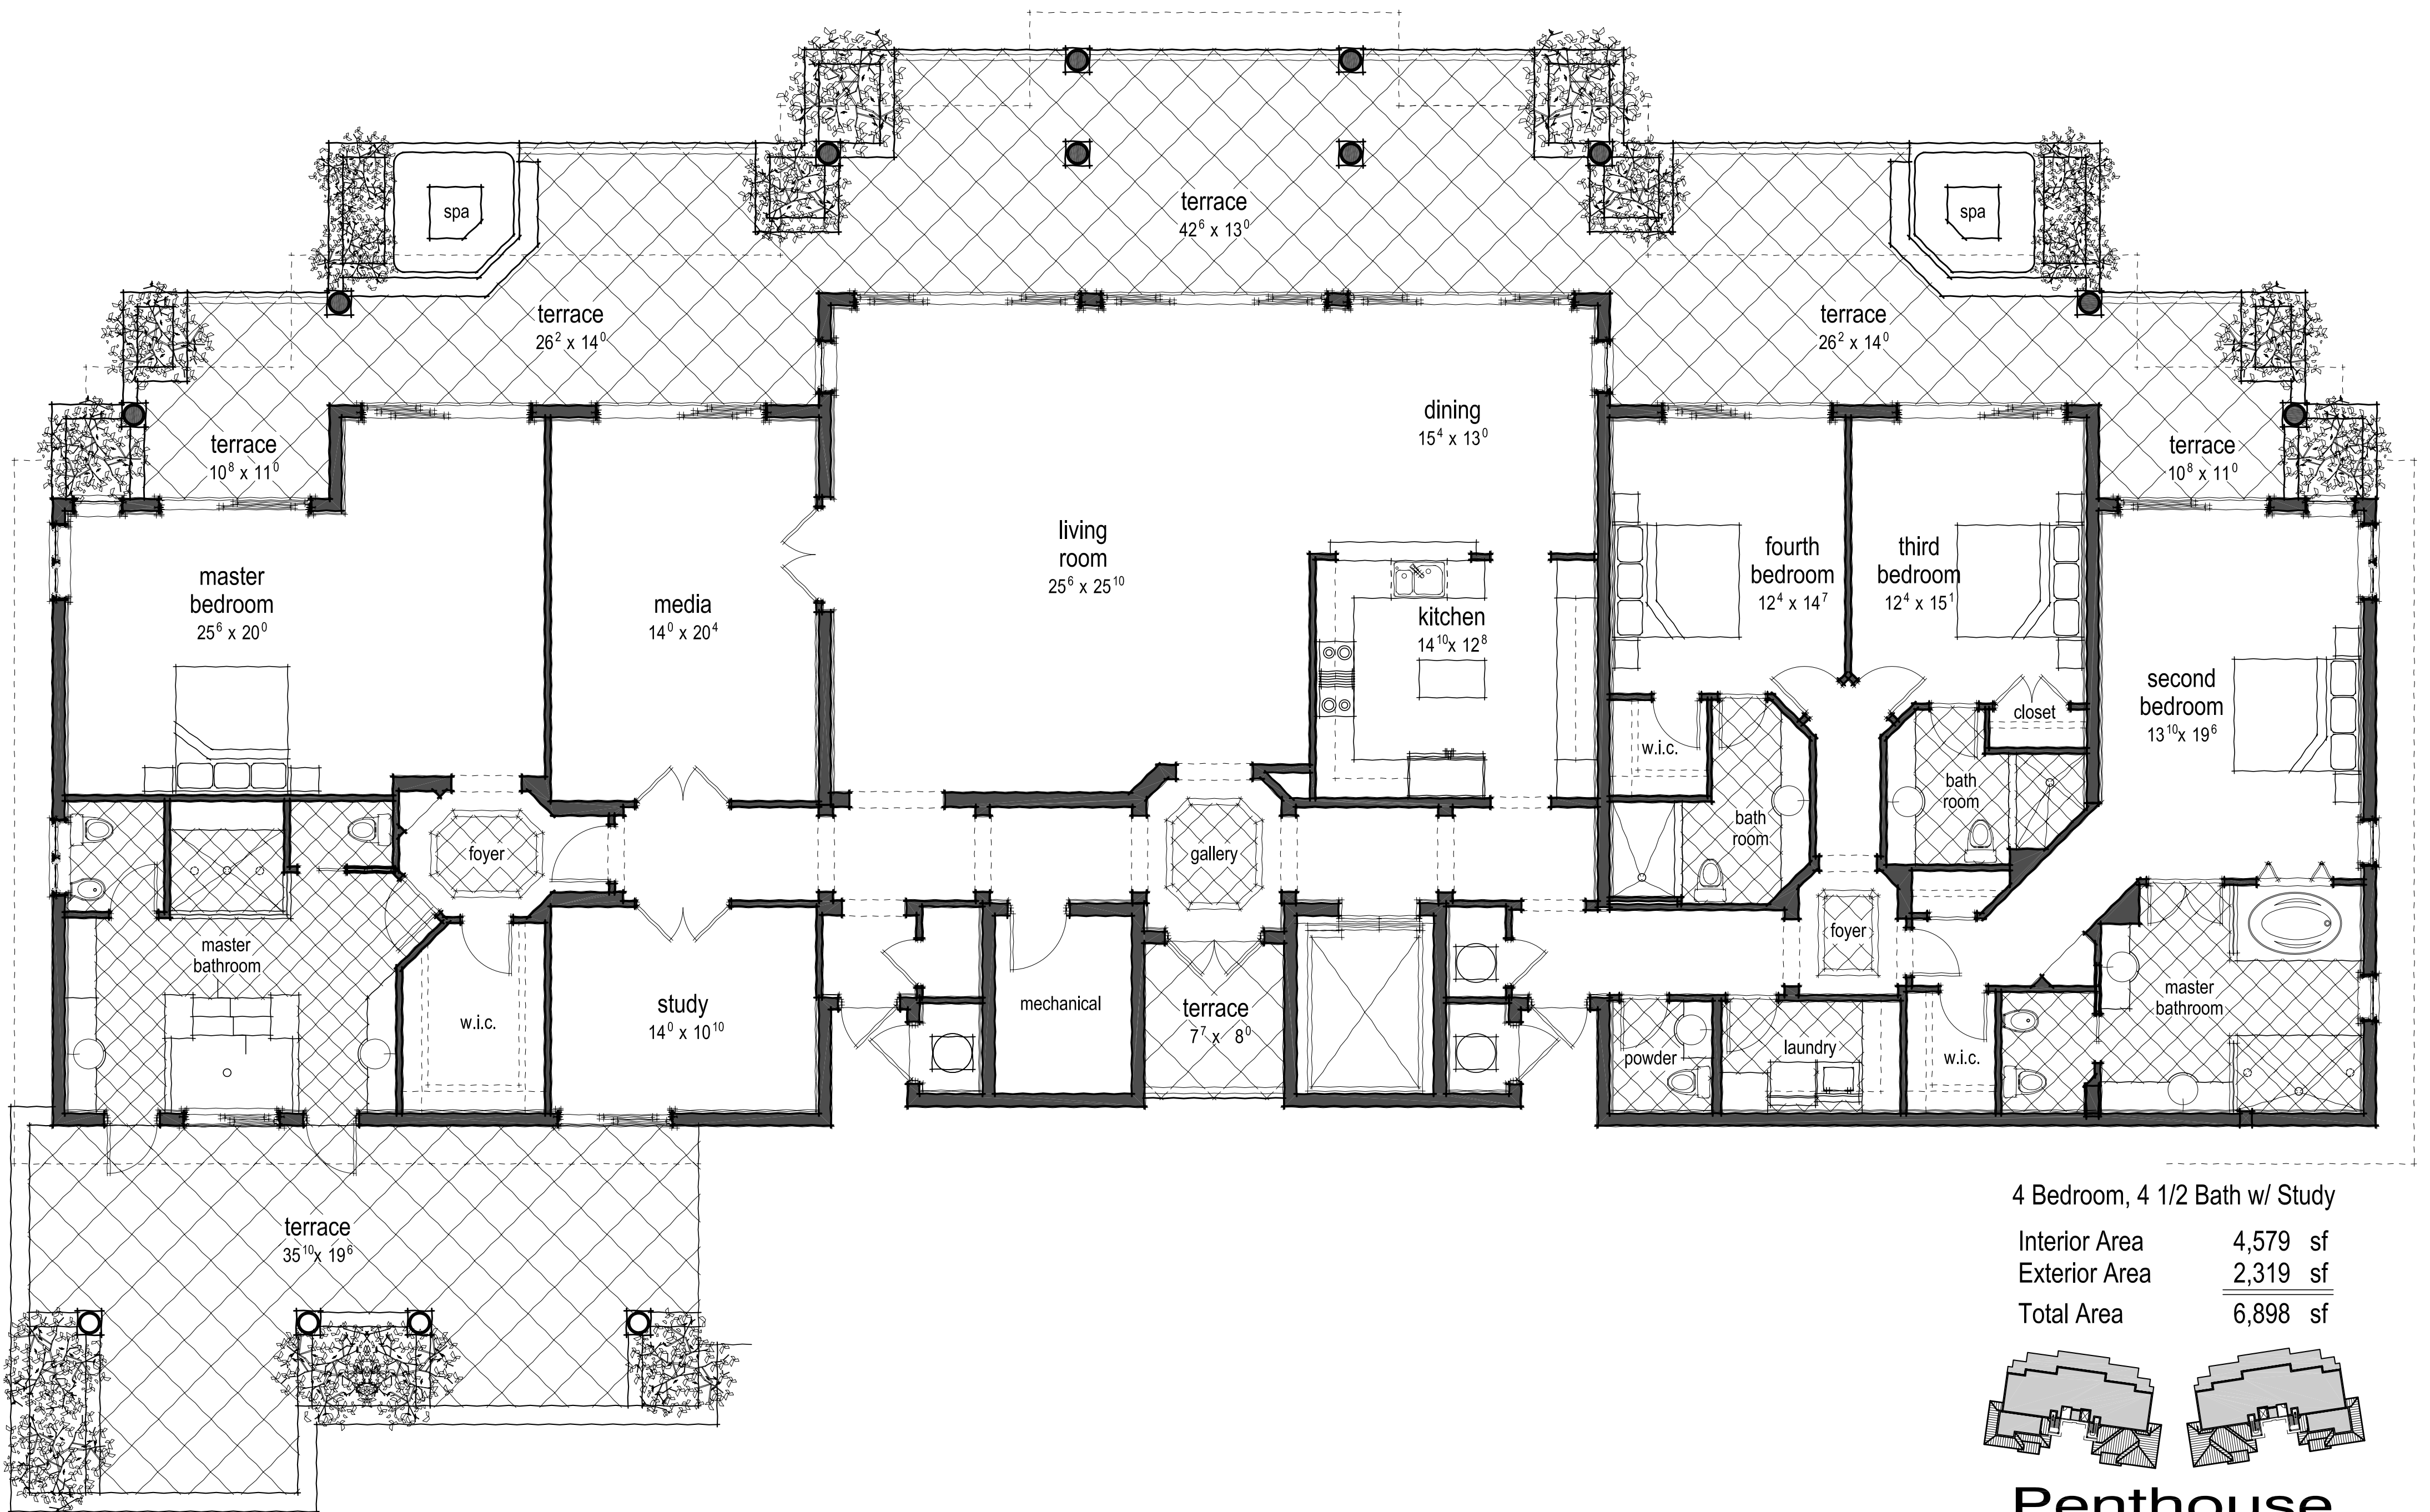 terrace
42⁶ x 13⁰
spa
spa
terrace
26² x 14⁰
terrace
26² x 14⁰
terrace
10⁸ x 11⁰
dining
15⁴ x 13⁰
terrace
10⁸ x 11⁰
master
bedroom
25⁶ x 20⁰
media
14⁰ x 20⁴
living
room
25⁶ x 25¹⁰
kitchen
14¹⁰ x 12⁸
fourth
bedroom
12⁴ x 14⁷
third
bedroom
12⁴ x 15¹
second
bedroom
13¹⁰ x 19⁶
closet
w.i.c.
bath
room
bath
room
foyer
gallery
foyer
master
bathroom
w.i.c.
study
14⁰ x 10¹⁰
mechanical
terrace
7⁷ x 8⁰
powder
laundry
w.i.c.
master
bathroom
terrace
35¹⁰ x 19⁶
4 Bedroom, 4 1/2 Bath w/ Study
Interior Area 4,579 sf
Exterior Area 2,319 sf
Total Area 6,898 sf
Penthouse